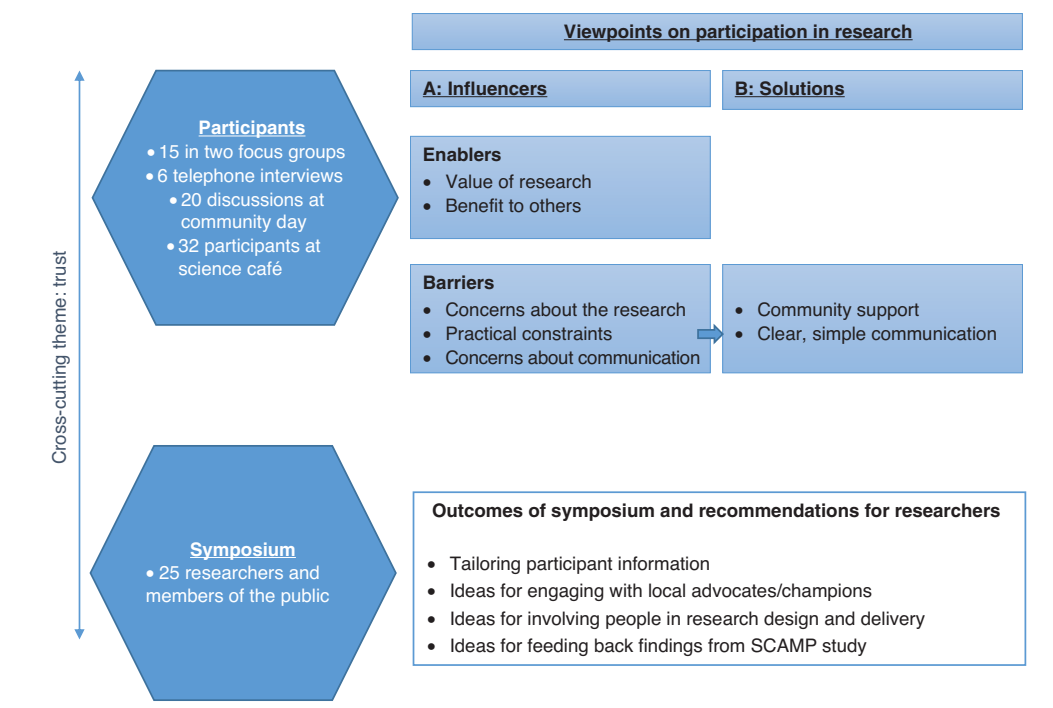 Viewpoints on participation in research
A: Influencers
B: Solutions
Cross-cutting theme: trust
Participants
• 15 in two focus groups
• 6 telephone interviews
• 20 discussions at
community day
• 32 participants at
science café
Enablers
• Value of research
• Benefit to others
Barriers
• Concerns about the research
• Practical constraints
• Concerns about communication
• Community support
• Clear, simple communication
Symposium
• 25 researchers and
members of the public
Outcomes of symposium and recommendations for researchers
• Tailoring participant information
• Ideas for engaging with local advocates/champions
• Ideas for involving people in research design and delivery
• Ideas for feeding back findings from SCAMP study